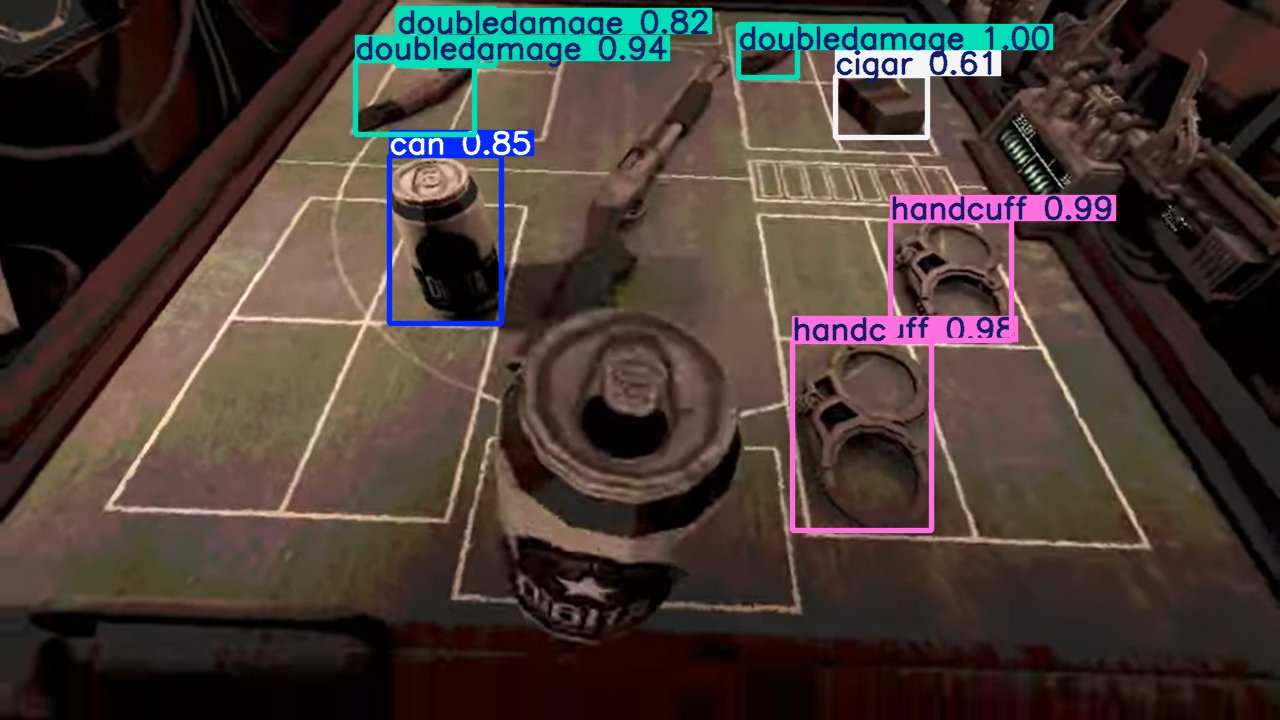 doubledamage 0.82
doubledamage 0.94
doubledamage 1.00
cigar 0.61
can 0.85
handcuff 0.99
handcuff 0.98